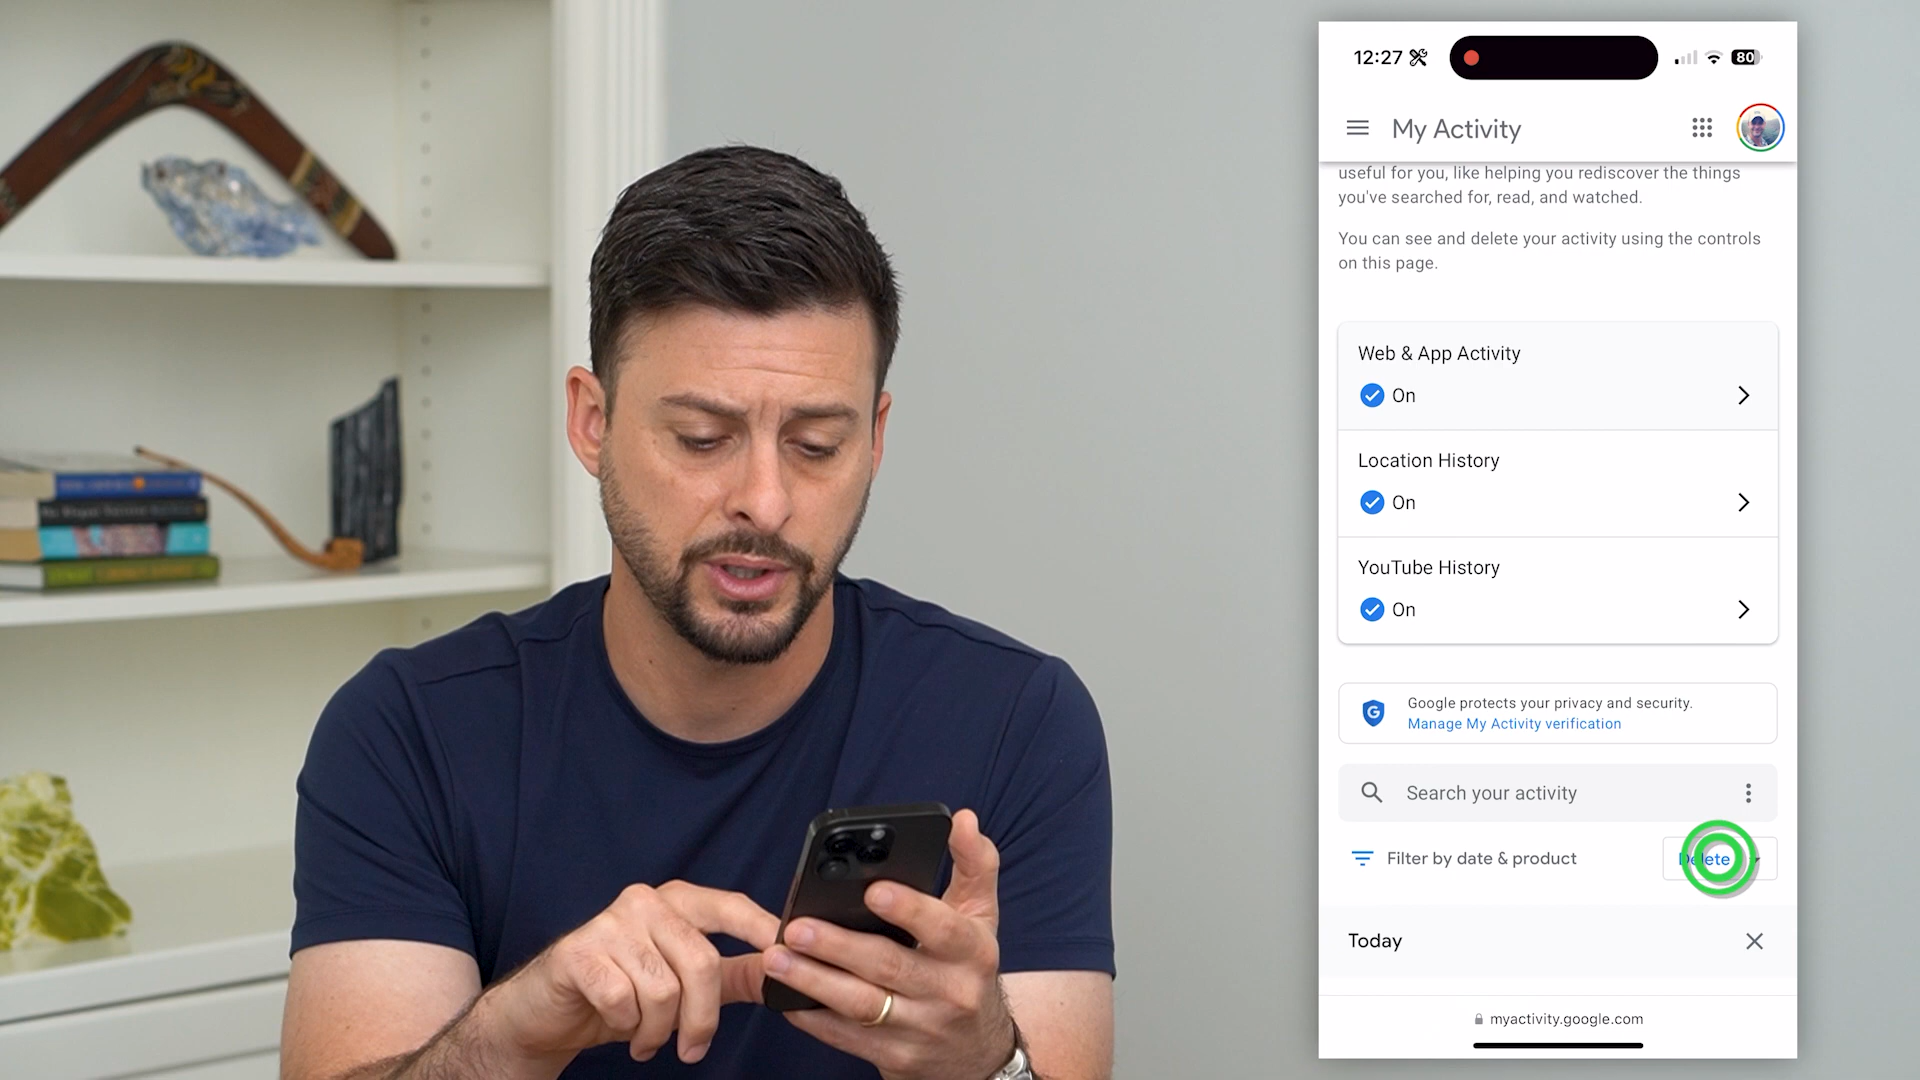 12:27
80
My Activity
useful for you, like helping you rediscover the things
you've searched for, read, and watched.
You can see and delete your activity using the controls
on this page.
Web & App Activity
On
Location History
On
YouTube History
On
G
Google protects your privacy and security.
Manage My Activity verification
Search your activity
Filter by date & product
Delete
Today
myactivity.google.com